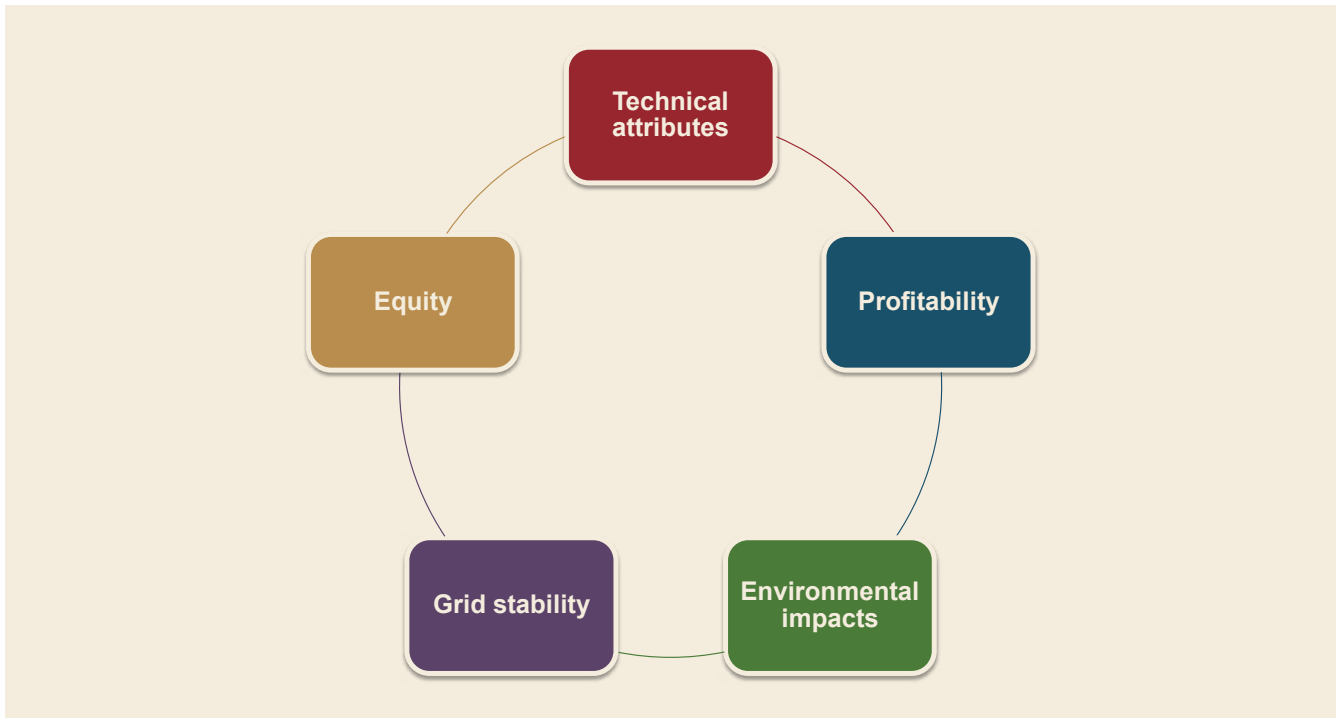 Technical
attributes
Equity
Profitability
Grid stability
Environmental
impacts